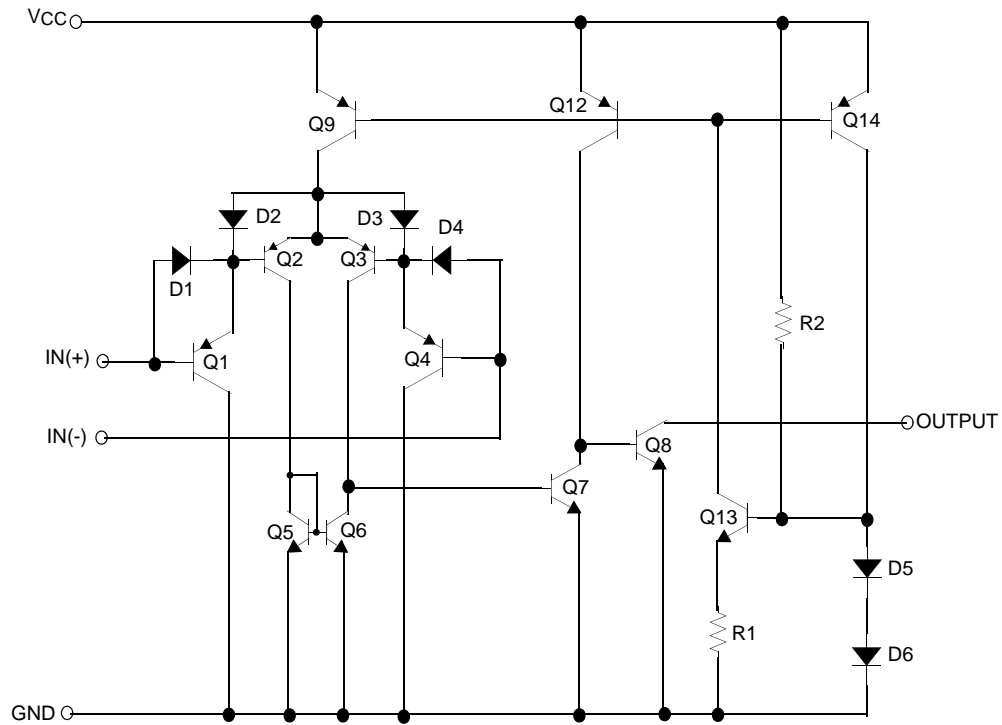 VCC
Q12
Q9
Q14
D2
D3
D4
Q2
Q3
D1
R2
IN(+)
Q1
Q4
OUTPUT
IN(-)
Q8
Q7
Q13
Q5
Q6
D5
R1
D6
GND